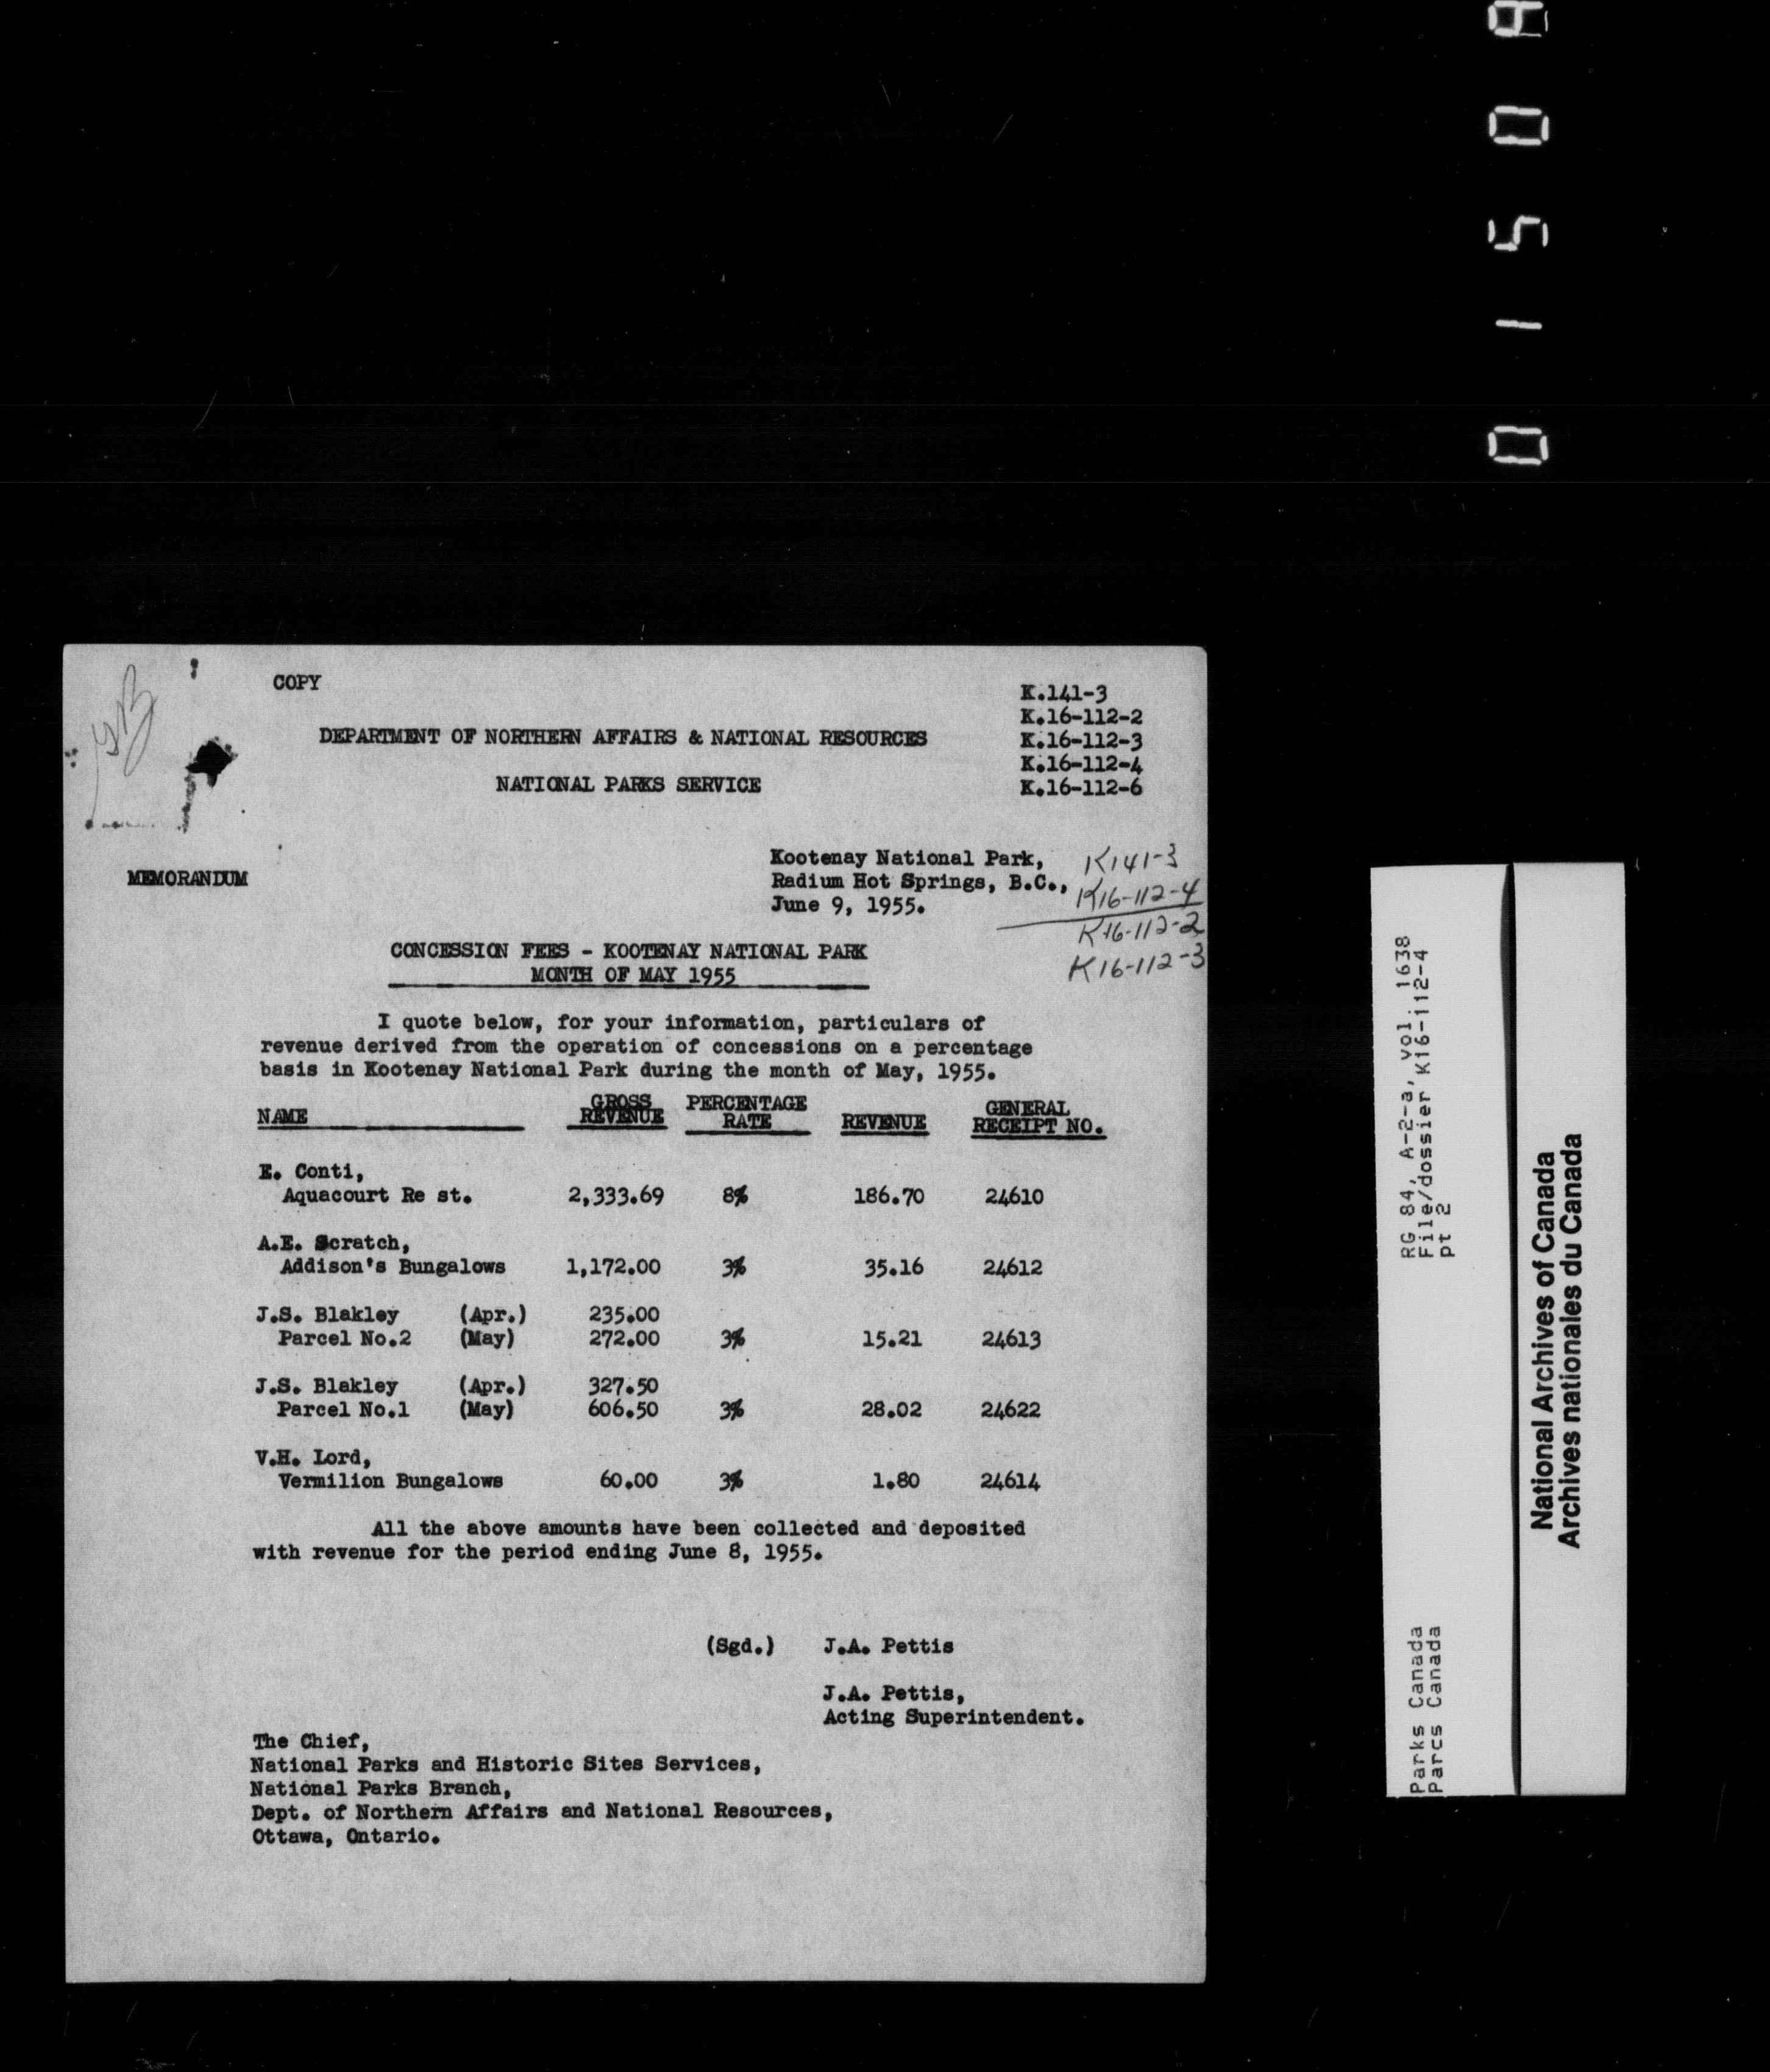 COPY
K.141-3
K.16-112-2
DEPARTMENT OF NORTHERN AFFAIRS & NATIONAL RESOURCES
K.16-112-3
K.16-112-4
NATIONAL PARKS SERVICE
K.16-112-6
Kootenay National Park,
K141-3
MEMORANDUM
Radium Hot Springs, B.C.,
K16-112-4
June 9, 1955.
K16-112-2
K16-112-3
CONCESSION FEES - KOOTENAY NATIONAL PARK
MONTH OF MAY 1955
I quote below, for your information, particulars of
revenue derived from the operation of concessions on a percentage
basis in Kootenay National Park during the month of May, 1955.
NAME GROSS REVENUE PERCENTAGE RATE REVENUE GENERAL RECEIPT NO.
E. Conti,
Aquacourt Re st. 2,333.69 8% 186.70 24610
A.E. Scratch,
Addison's Bungalows 1,172.00 3% 35.16 24612
J.S. Blakley (Apr.) 235.00
Parcel No.2 (May) 272.00 3% 15.21 24613
J.S. Blakley (Apr.) 327.50
Parcel No.1 (May) 606.50 3% 28.02 24622
V.H. Lord,
Vermilion Bungalows 60.00 3% 1.80 24614
All the above amounts have been collected and deposited
with revenue for the period ending June 8, 1955.
(Sgd.) J.A. Pettis
J.A. Pettis,
Acting Superintendent.
The Chief,
National Parks and Historic Sites Services,
National Parks Branch,
Dept. of Northern Affairs and National Resources,
Ottawa, Ontario.
Parks Canada RG 84, A-2-a, vol. 1638
Parcs Canada File/dossier K16-112-4
pt 2
National Archives of Canada
Archives nationales du Canada